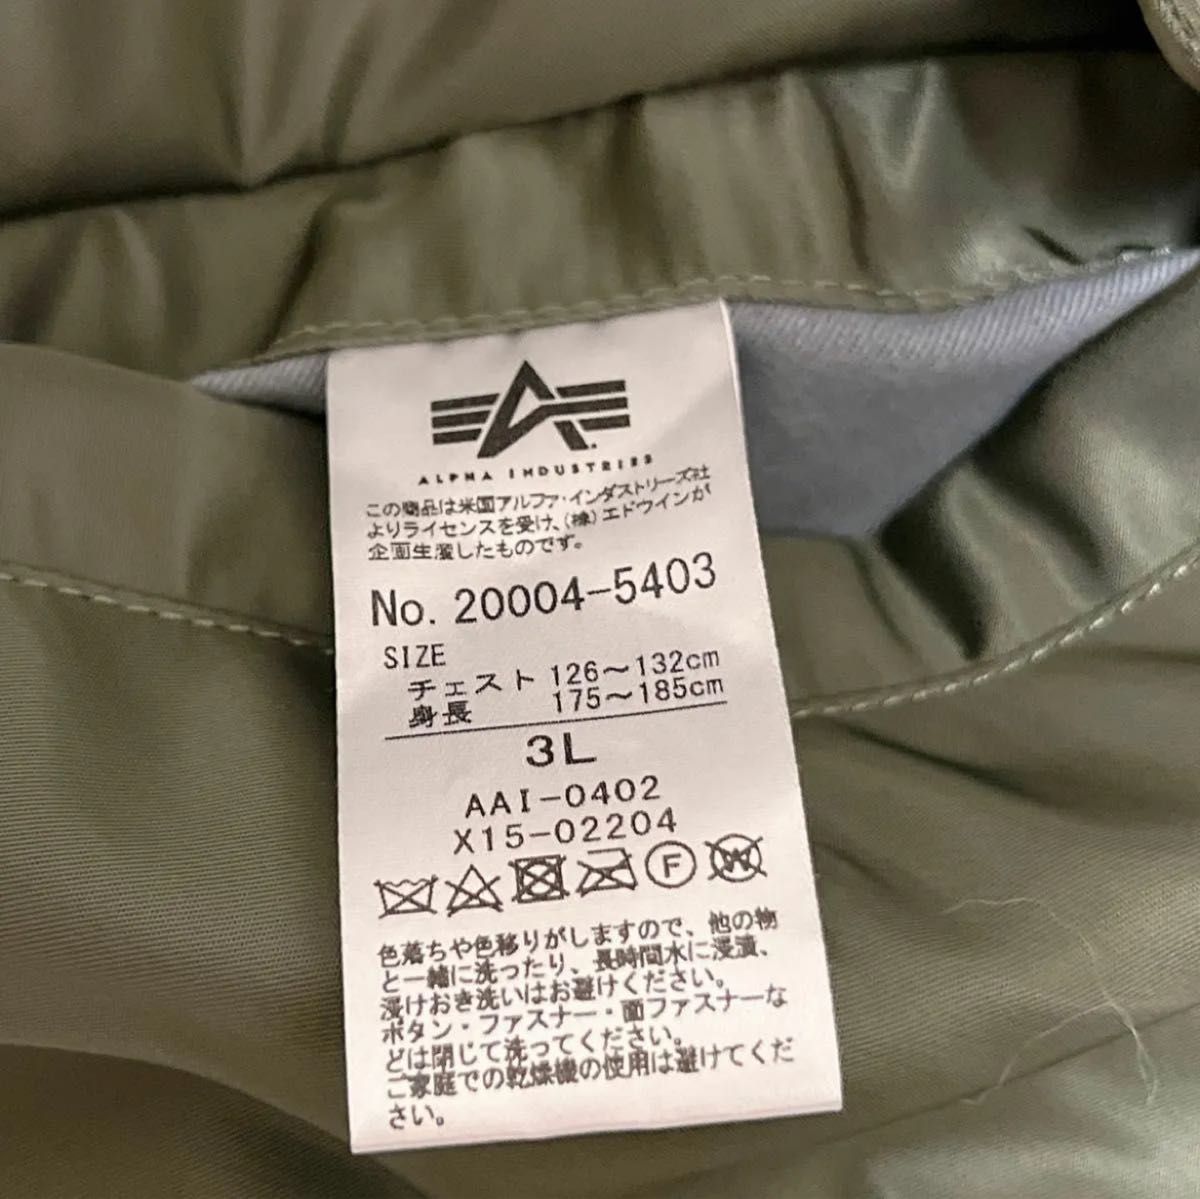 ALPHA INDUSTRIES
この商品は米国アルファ・インダストリーズ社
よりライセンスを受け、(株)エドウインが
企画生産したものです。
No. 20004-5403
SIZE
チェスト 126〜132cm
身長 175〜185cm
3L
AAI-0402
X15-02204
F
W
色落ちや色移りがしますので、他の物
と一緒に洗ったり、長時間水に浸漬、
浸けおき洗いはお避けください。
ボタン・ファスナー・面ファスナーな
どは閉じて洗ってください。
ご家庭での乾燥機の使用は避けてくだ
さい。